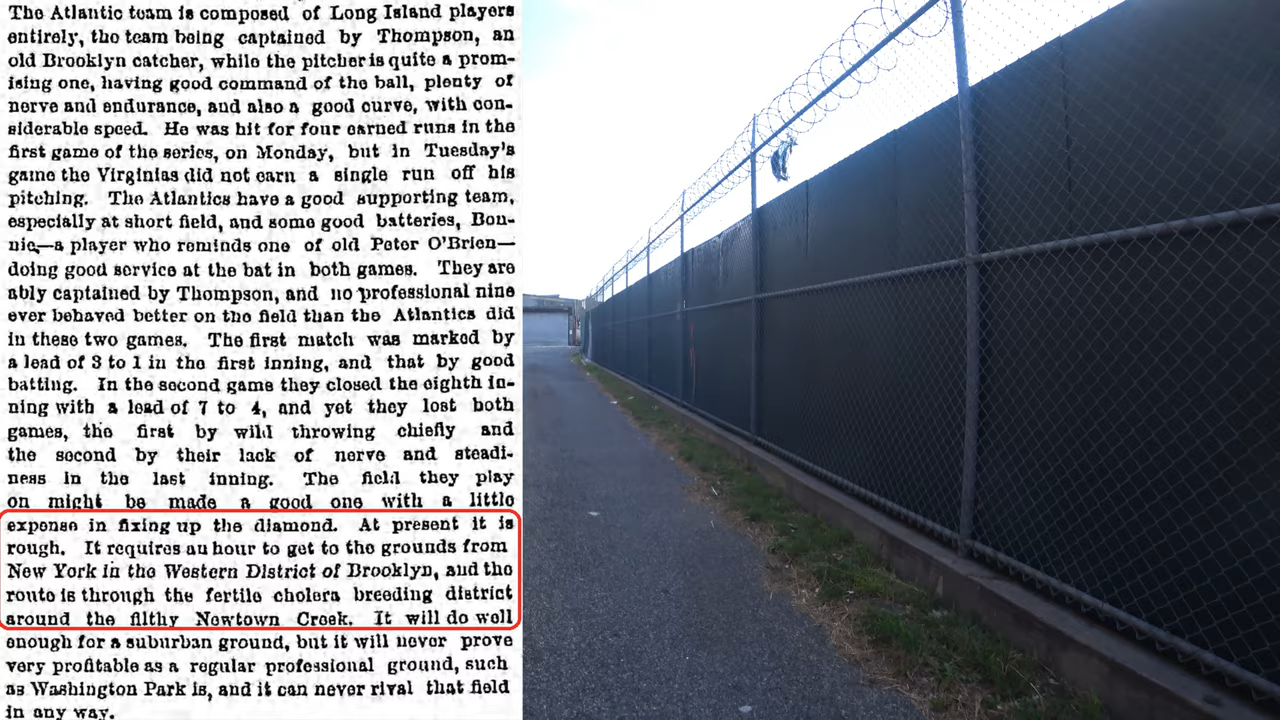 The Atlantic team is composed of Long Island players
entirely, the team being captained by Thompson, an
old Brooklyn catcher, while the pitcher is quite a prom-
ising one, having good command of the ball, plenty of
nerve and endurance, and also a good curve, with con-
siderable speed. He was hit for four earned runs in the
first game of the series, on Monday, but in Tuesday's
game the Virginias did not earn a single run off his
pitching. The Atlantics have a good supporting team,
especially at short field, and some good batteries, Bon-
nie,—a player who reminds one of old Peter O'Brien—
doing good service at the bat in both games. They are
ably captained by Thompson, and no professional nine
ever behaved better on the field than the Atlantics did
in these two games. The first match was marked by
a lead of 3 to 1 in the first inning, and that by good
batting. In the second game they closed the eighth in-
ning with a lead of 7 to 4, and yet they lost both
games, the first by wild throwing chiefly and
the second by their lack of nerve and steadi-
ness in the last inning. The field they play
on might be made a good one with a little
expense in fixing up the diamond. At present it is
rough. It requires an hour to get to the grounds from
New York in the Western District of Brooklyn, and the
route is through the fertile cholera breeding district
around the filthy Newtown Creek. It will do well
enough for a suburban ground, but it will never prove
very profitable as a regular professional ground, such
as Washington Park is, and it can never rival that field
in any way.